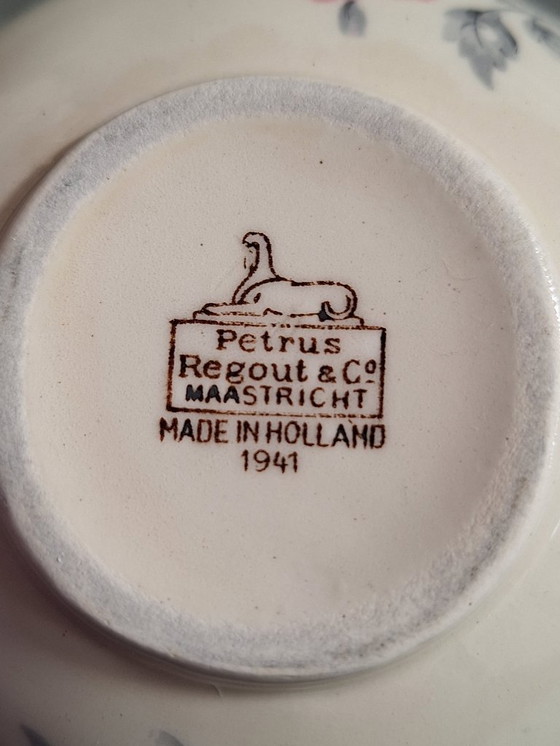 Petrus
Regout & Cº
MAASTRICHT
MADE IN HOLLAND
1941